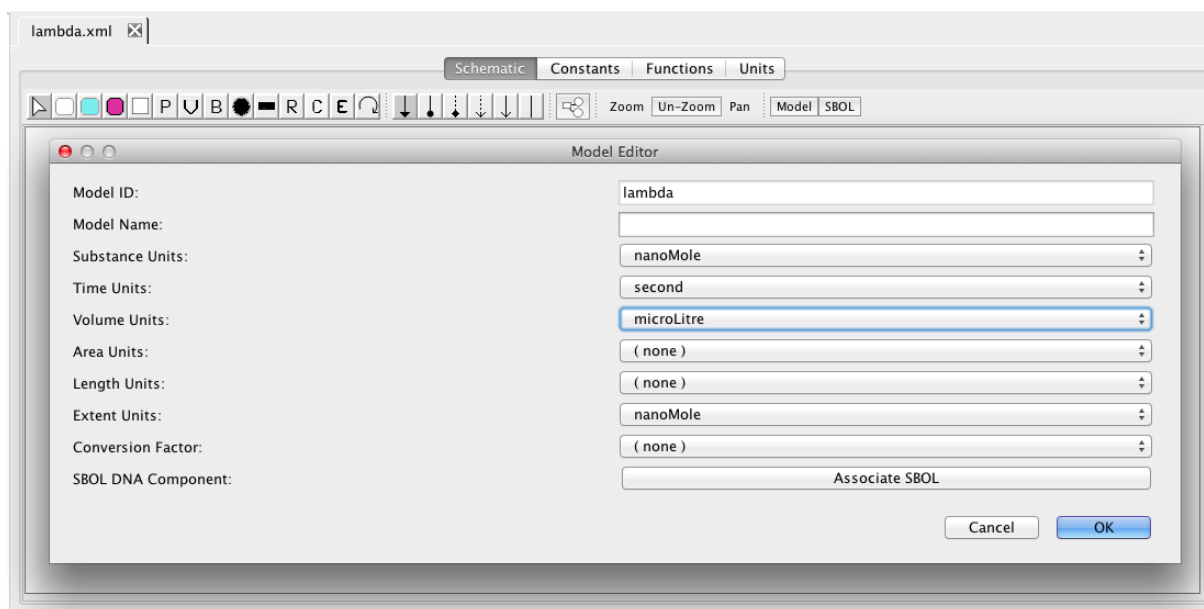 lambda.xml
Schematic Constants Functions Units
P V B R C E Zoom Un-Zoom Pan Model SBOL
Model Editor
Model ID: lambda
Model Name:
Substance Units: nanoMole
Time Units: second
Volume Units: microLitre
Area Units: ( none )
Length Units: ( none )
Extent Units: nanoMole
Conversion Factor: ( none )
SBOL DNA Component: Associate SBOL
Cancel OK